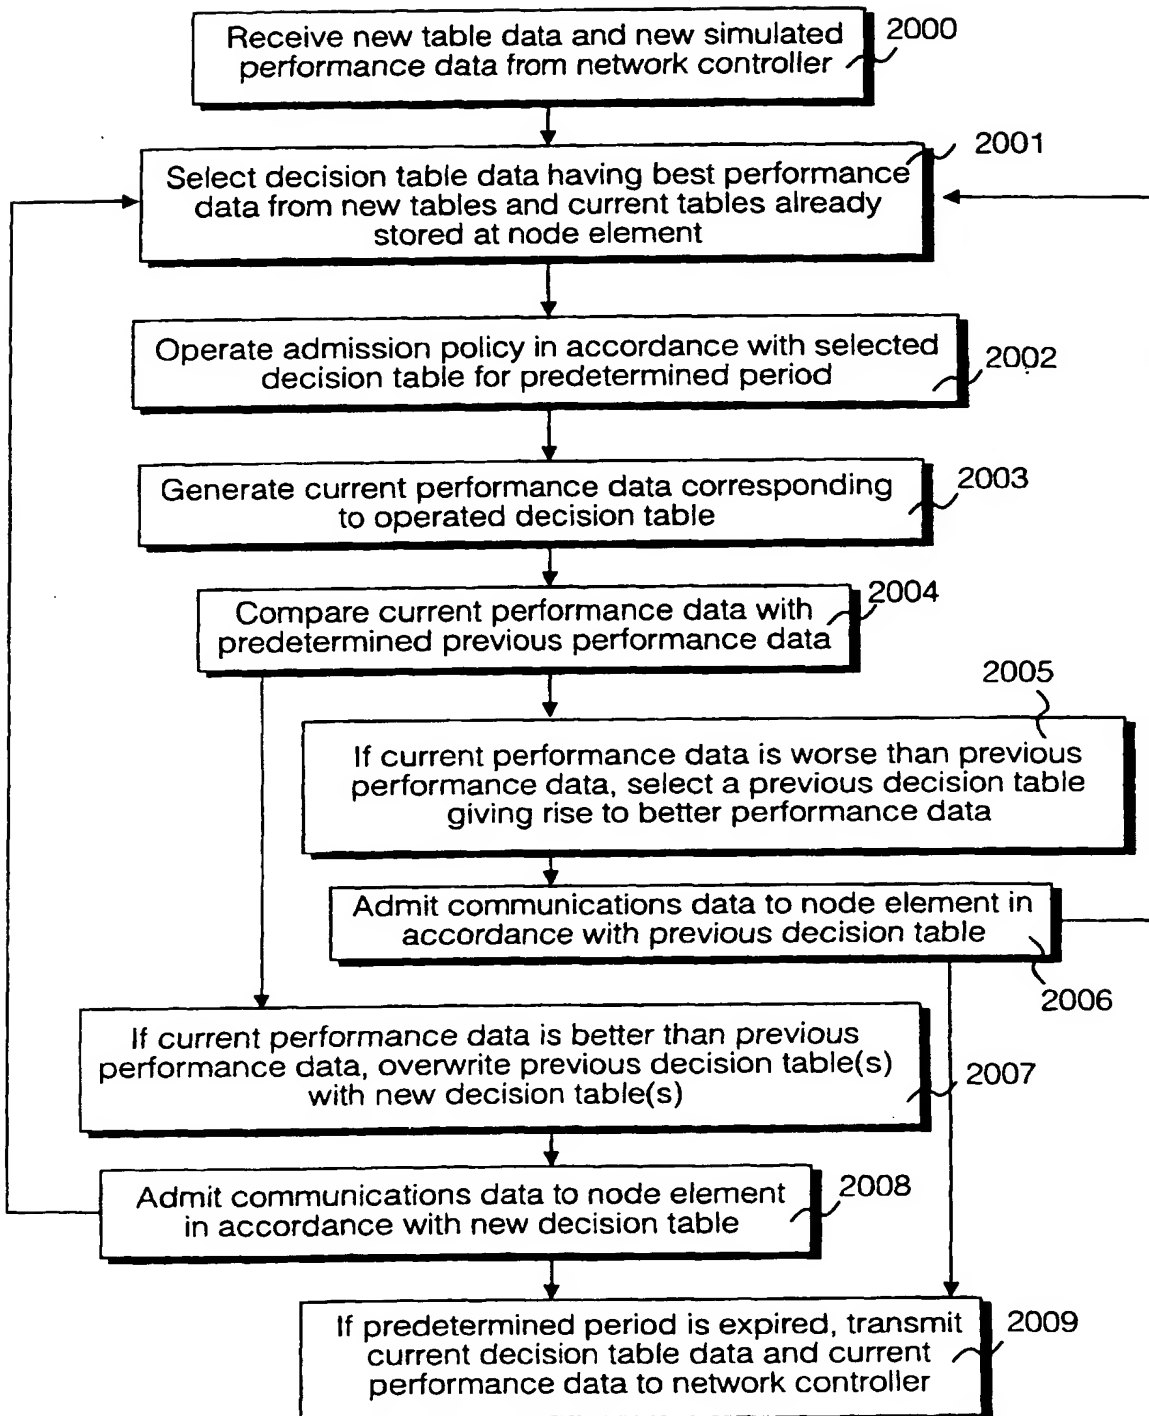 Receive new table data and new simulated
performance data from network controller
2000
2001
Select decision table data having best performance
data from new tables and current tables already
stored at node element
Operate admission policy in accordance with selected
decision table for predetermined period
2002
Generate current performance data corresponding
to operated decision table
2003
2004
Compare current performance data with
predetermined previous performance data
2005
If current performance data is worse than previous
performance data, select a previous decision table
giving rise to better performance data
Admit communications data to node element in
accordance with previous decision table
2006
If current performance data is better than previous
performance data, overwrite previous decision table(s)
with new decision table(s)
2007
Admit communications data to node element
in accordance with new decision table
2008
If predetermined period is expired, transmit
current decision table data and current
performance data to network controller
2009